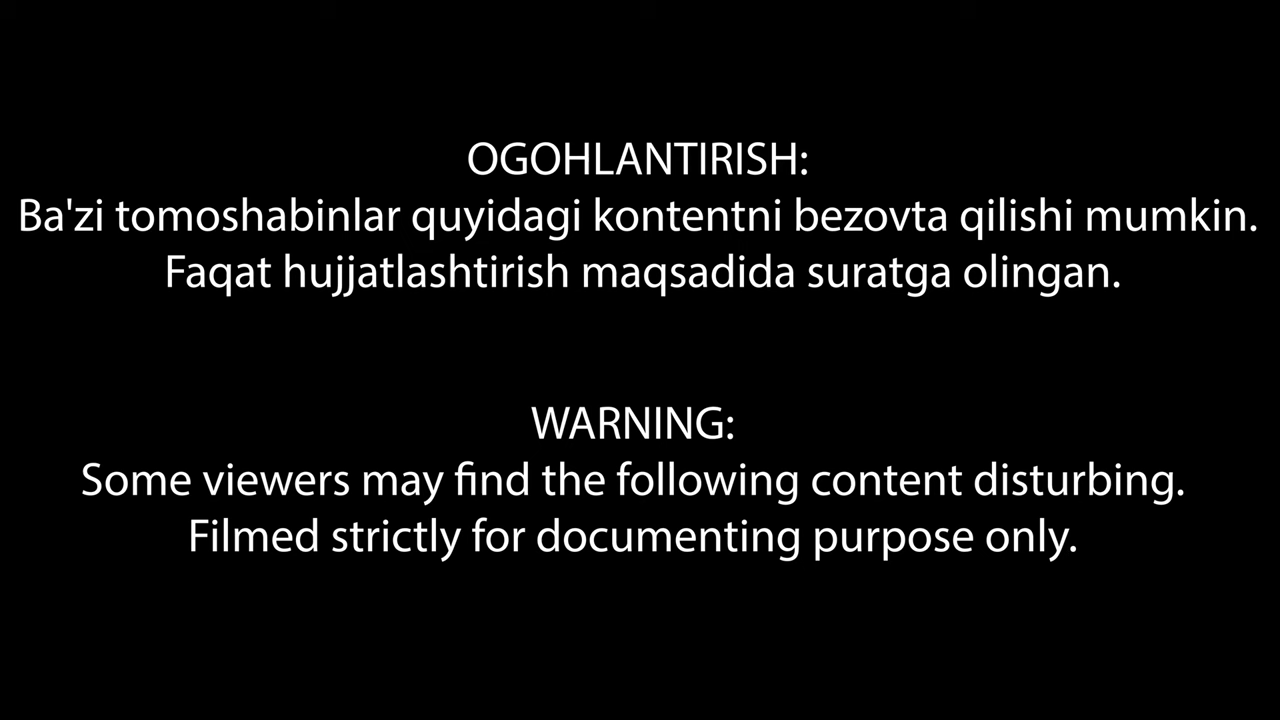 OGOHLANTIRISH:
Ba'zi tomoshabinlar quyidagi kontentni bezovta qilishi mumkin.
Faqat hujjatlashtirish maqsadida suratga olingan.
WARNING:
Some viewers may find the following content disturbing.
Filmed strictly for documenting purpose only.